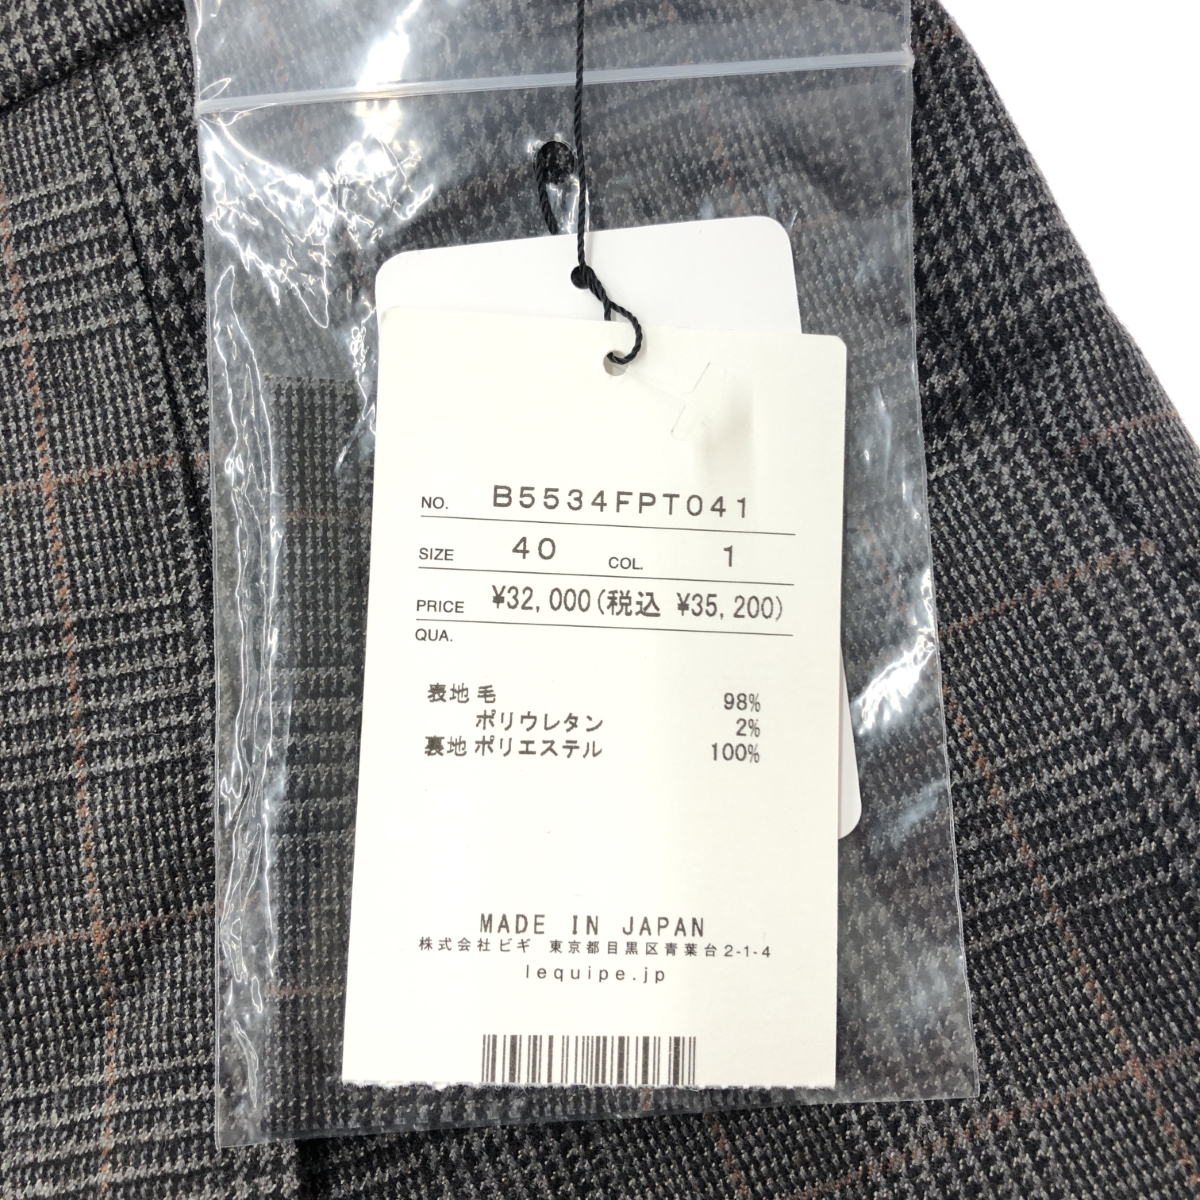 NO. B5534FPT041
SIZE 40 COL. 1
PRICE ¥32,000(税込 ¥35,200)
QUA.
表地 毛 98%
ポリウレタン 2%
裏地 ポリエステル 100%
MADE IN JAPAN
株式会社ビギ 東京都目黒区青葉台2-1-4
lequipe.jp